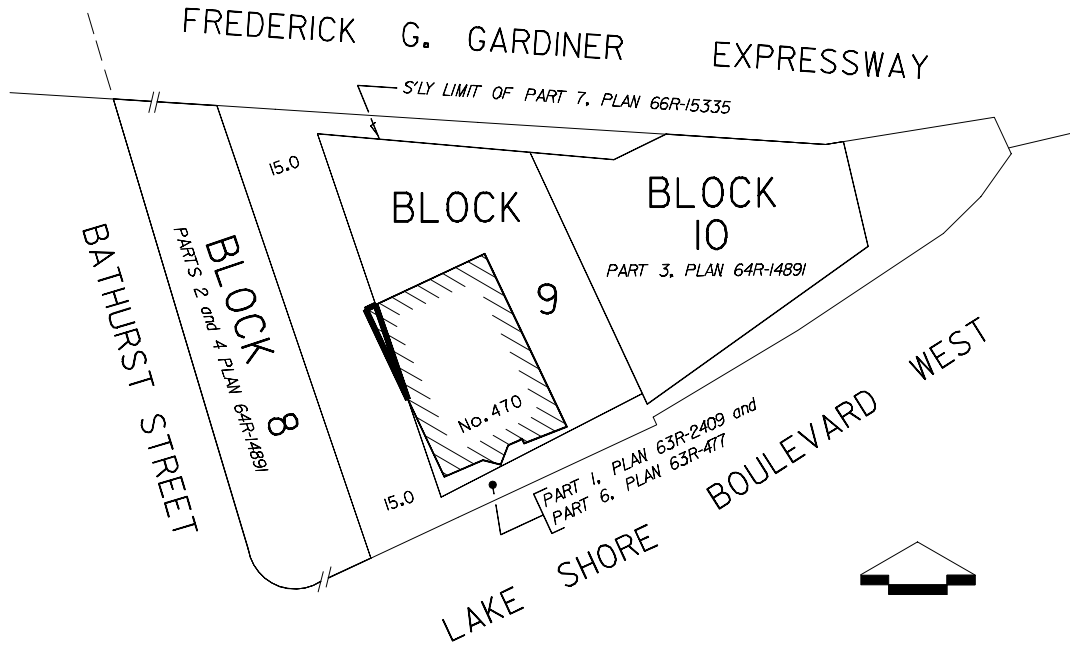 FREDERICK G. GARDINER EXPRESSWAY
S'LY LIMIT OF PART 7, PLAN 66R-15335
15.0
BLOCK
9
BLOCK
10
PART 3, PLAN 64R-14891
BATHURST STREET
BLOCK 8
PARTS 2 and 4 PLAN 64R-14891
No. 470
15.0
PART 1, PLAN 63R-2409 and
PART 6, PLAN 63R-477
LAKE SHORE BOULEVARD WEST